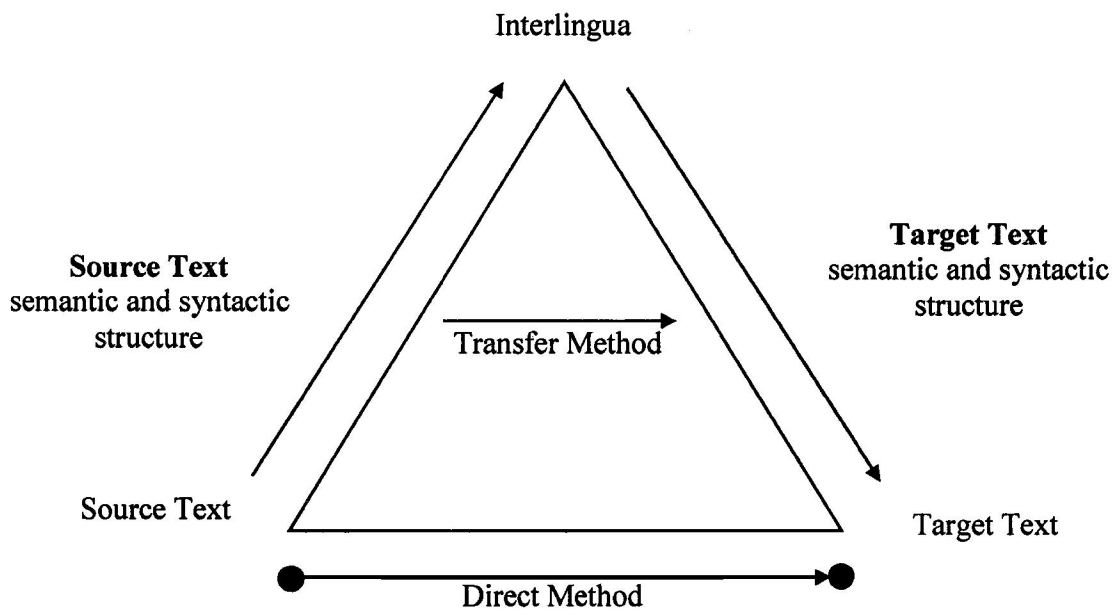 Interlingua
Source Text
semantic and syntactic
structure
Target Text
semantic and syntactic
structure
Transfer Method
Source Text
Target Text
Direct Method